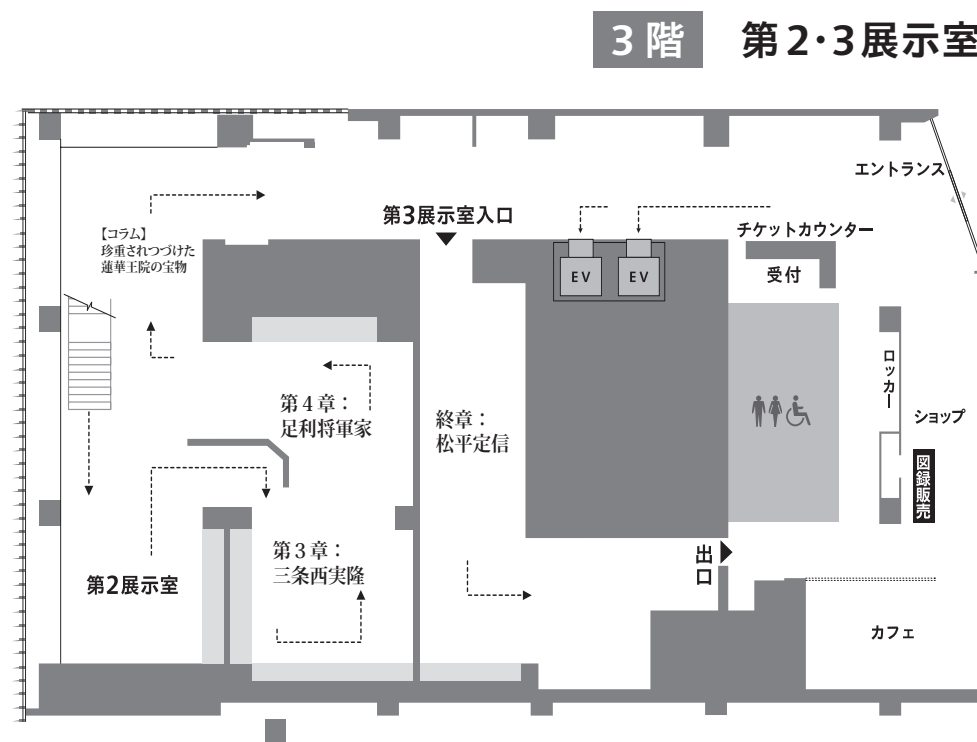 3階 第2・3展示室
エントランス
第3展示室入口
チケットカウンター
受付
【コラム】
珍重されつづけた
蓮華王院の宝物
EV
EV
ロッカー
第4章：
足利将軍家
終章：
松平定信
ショップ
図録販売
第3章：
三条西実隆
第2展示室
出口
カフェ